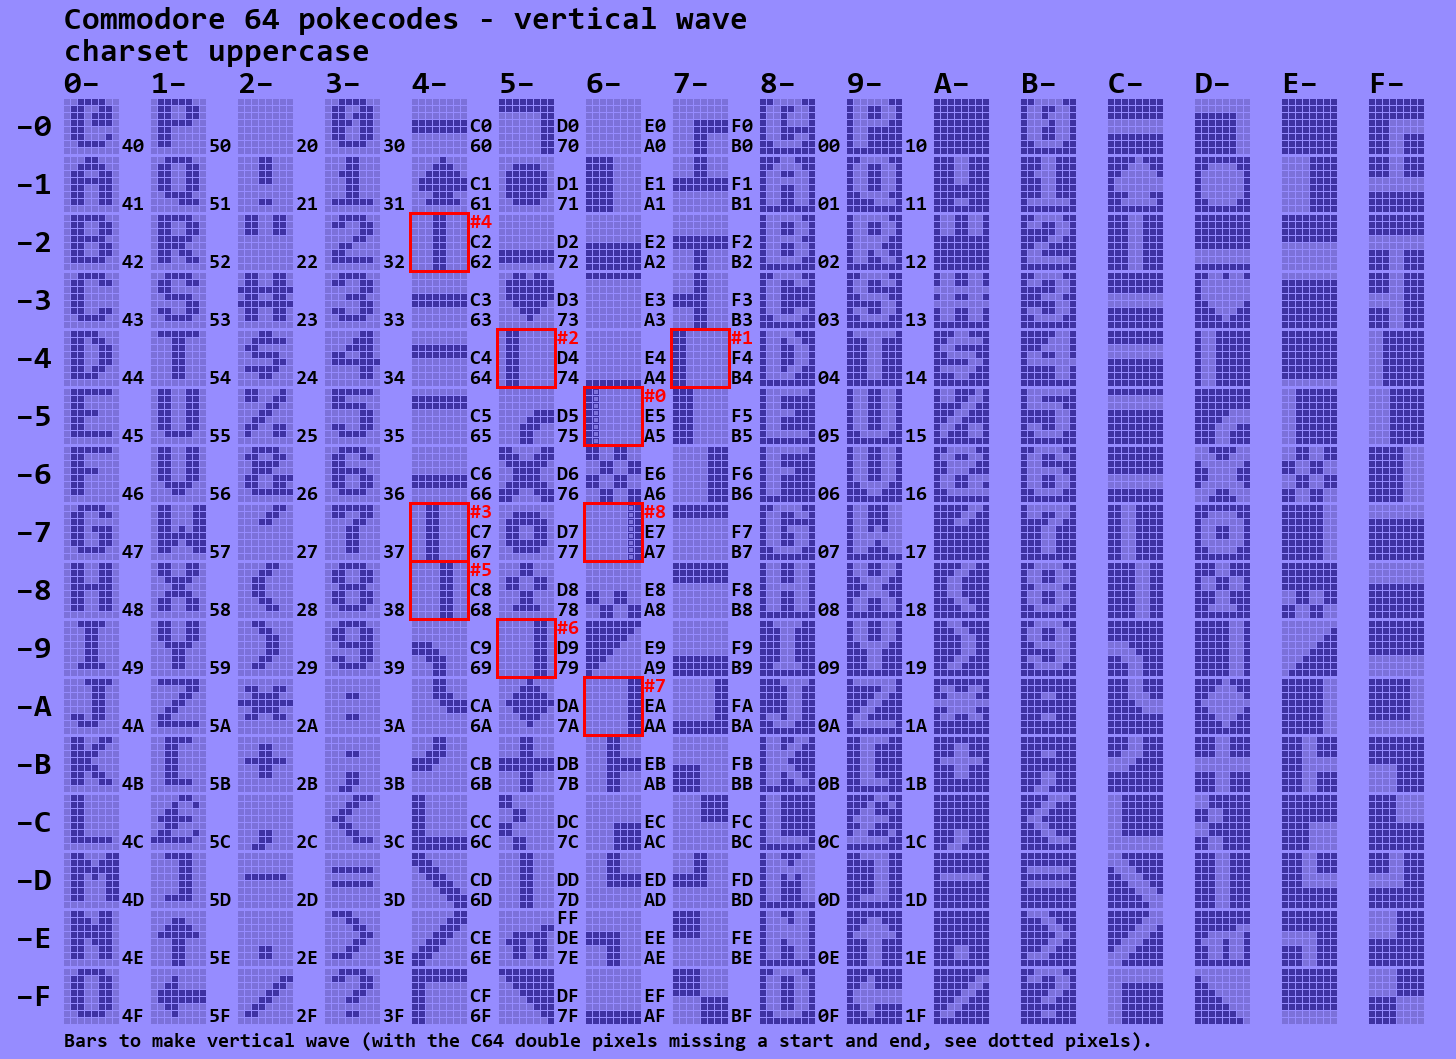 Commodore 64 pokecodes - vertical wave
charset uppercase
0- 1- 2- 3- 4- 5- 6- 7- 8- 9- A- B- C- D- E- F-
-0 C0 D0 E0 F0
40 50 20 30 60 70 A0 B0 00 10
-1 C1 D1 E1 F1
41 51 21 31 61 71 A1 B1 01 11
#4
-2 C2 D2 E2 F2
42 52 22 32 62 72 A2 B2 02 12
-3 C3 D3 E3 F3
43 53 23 33 63 73 A3 B3 03 13
#2 #1
-4 C4 D4 E4 F4
44 54 24 34 64 74 A4 B4 04 14
#0
-5 C5 D5 E5 F5
45 55 25 35 65 75 A5 B5 05 15
-6 C6 D6 E6 F6
46 56 26 36 66 76 A6 B6 06 16
#3 #8
-7 C7 D7 E7 F7
47 57 27 37 67 77 A7 B7 07 17
#5
-8 C8 D8 E8 F8
48 58 28 38 68 78 A8 B8 08 18
#6
-9 C9 D9 E9 F9
49 59 29 39 69 79 A9 B9 09 19
#7
-A CA DA EA FA
4A 5A 2A 3A 6A 7A AA BA 0A 1A
-B CB DB EB FB
4B 5B 2B 3B 6B 7B AB BB 0B 1B
-C CC DC EC FC
4C 5C 2C 3C 6C 7C AC BC 0C 1C
-D CD DD ED FD
4D 5D 2D 3D 6D 7D AD BD 0D 1D
FF
-E CE DE EE FE
4E 5E 2E 3E 6E 7E AE BE 0E 1E
-F CF DF EF
4F 5F 2F 3F 6F 7F AF BF 0F 1F
Bars to make vertical wave (with the C64 double pixels missing a start and end, see dotted pixels).